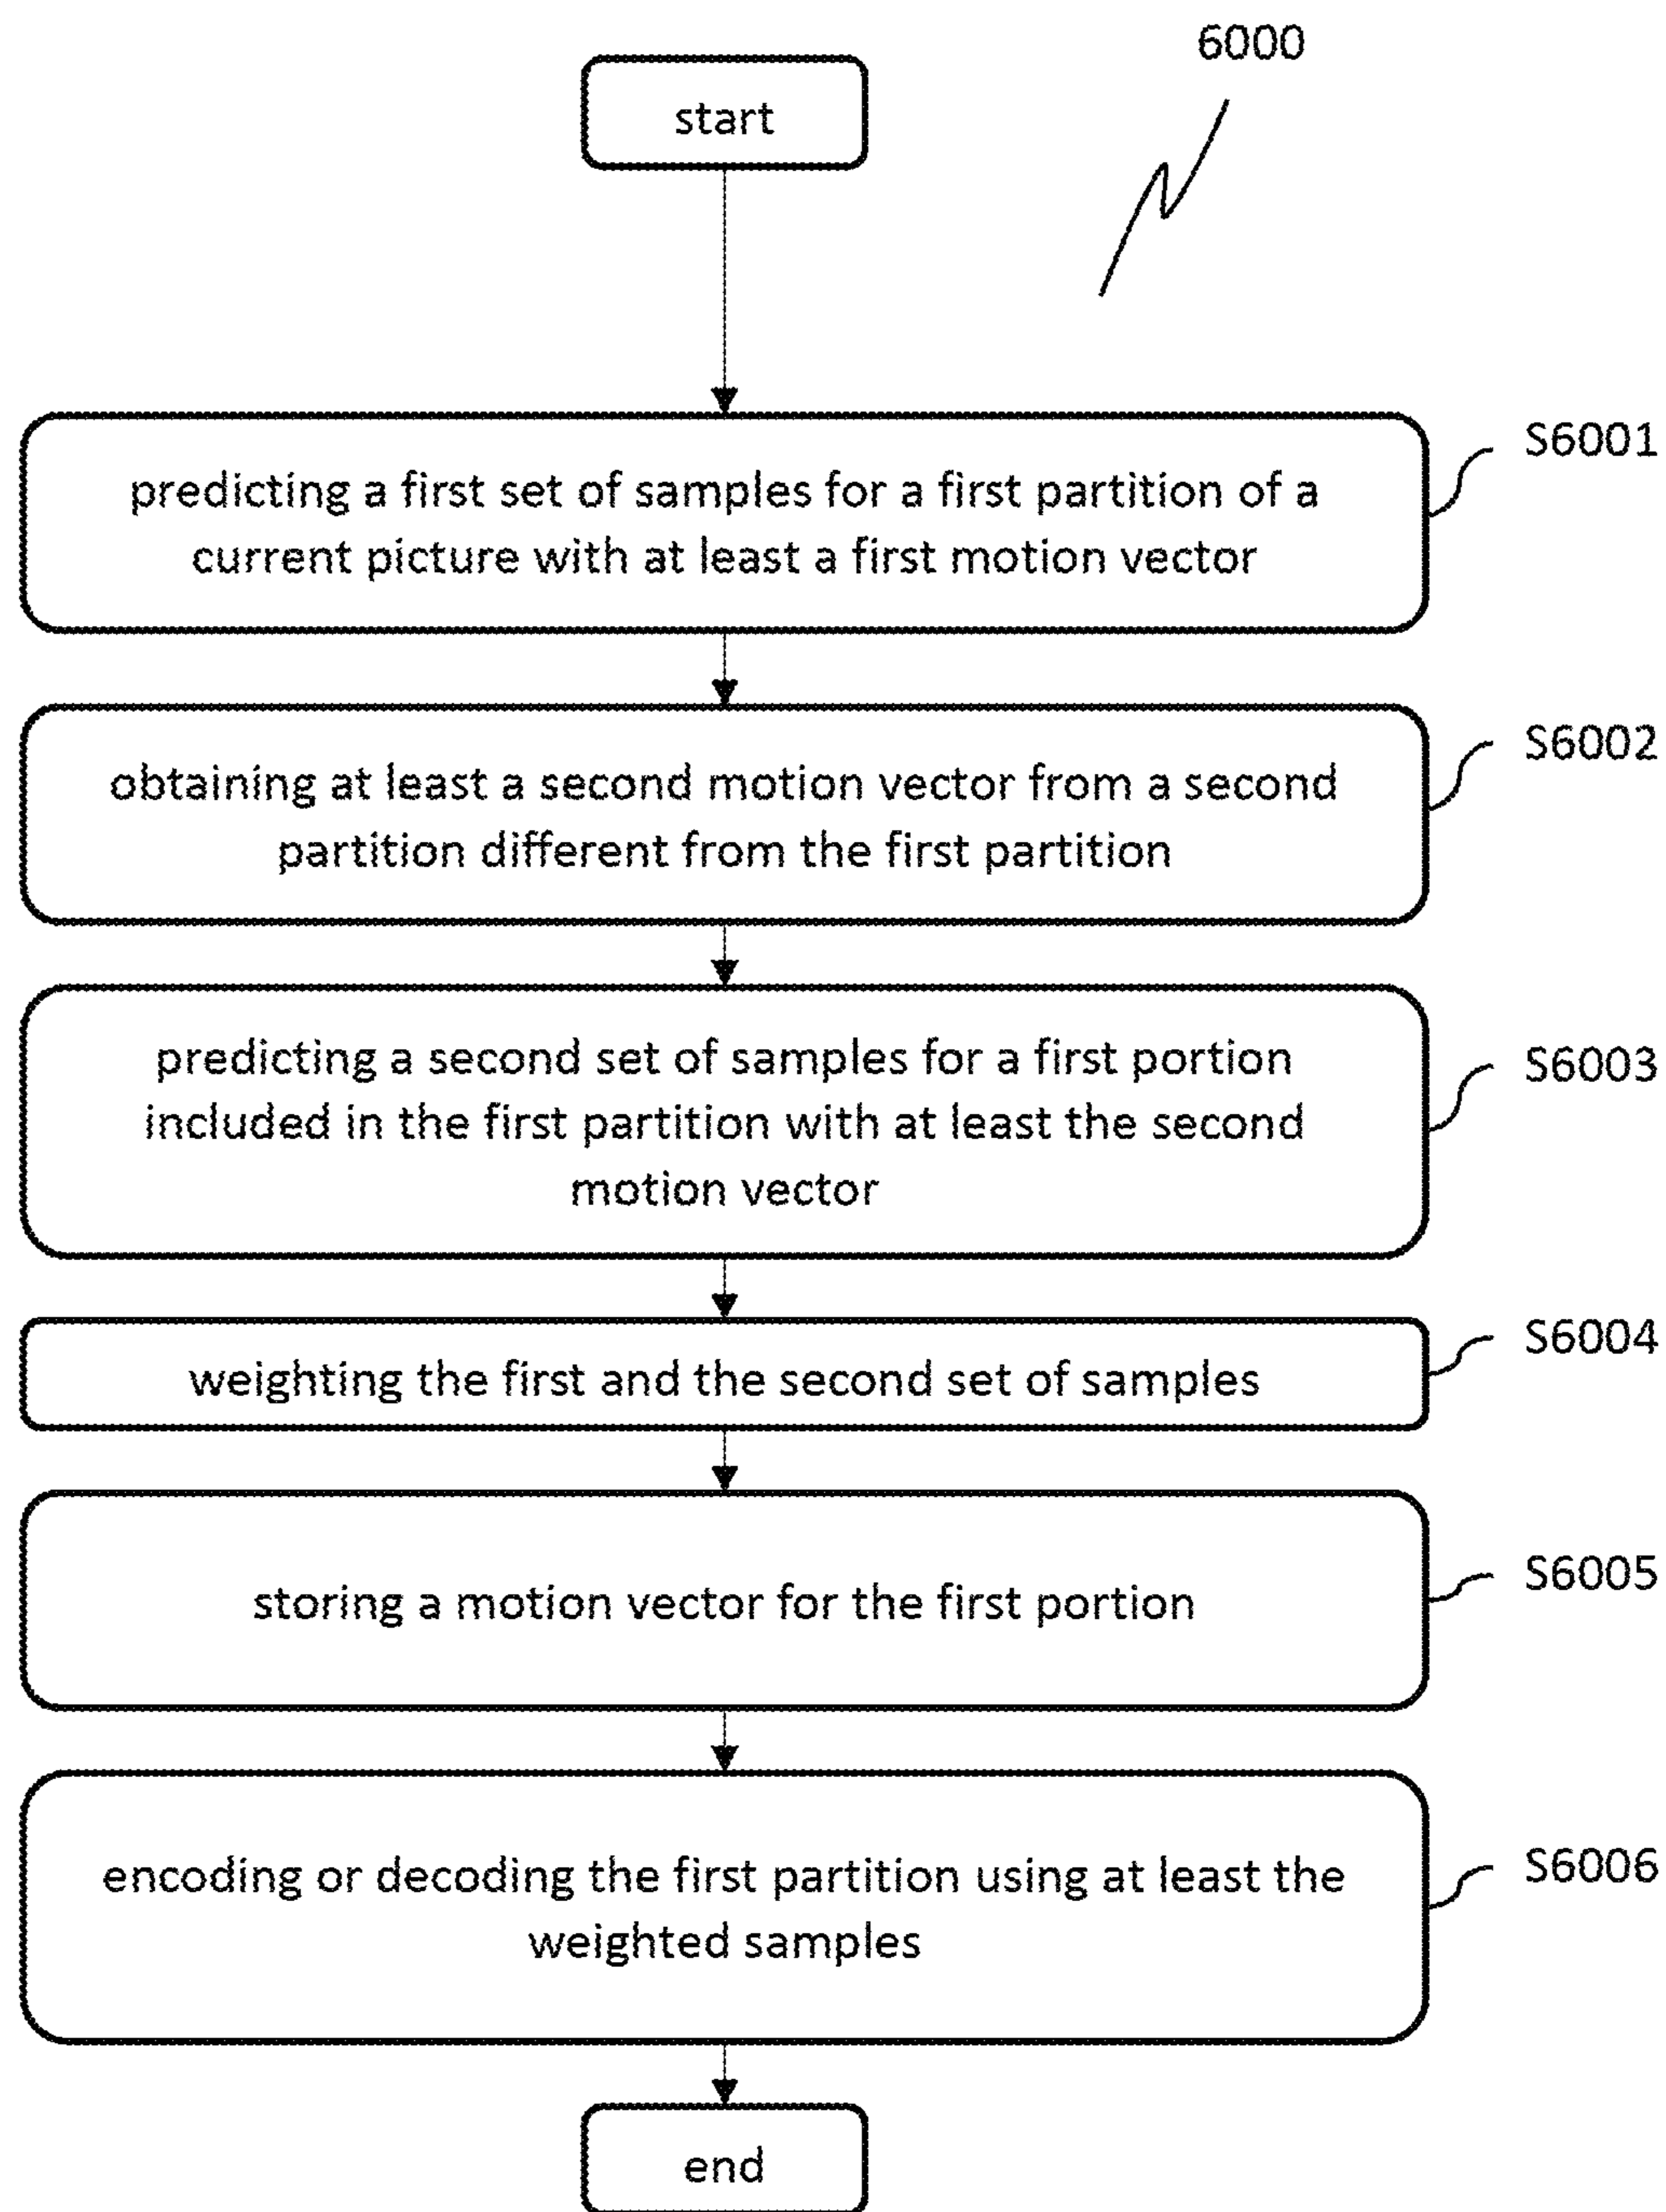 6000
start
S6001
predicting a first set of samples for a first partition of a
current picture with at least a first motion vector
S6002
obtaining at least a second motion vector from a second
partition different from the first partition
S6003
predicting a second set of samples for a first portion
included in the first partition with at least the second
motion vector
S6004
weighting the first and the second set of samples
S6005
storing a motion vector for the first portion
S6006
encoding or decoding the first partition using at least the
weighted samples
end